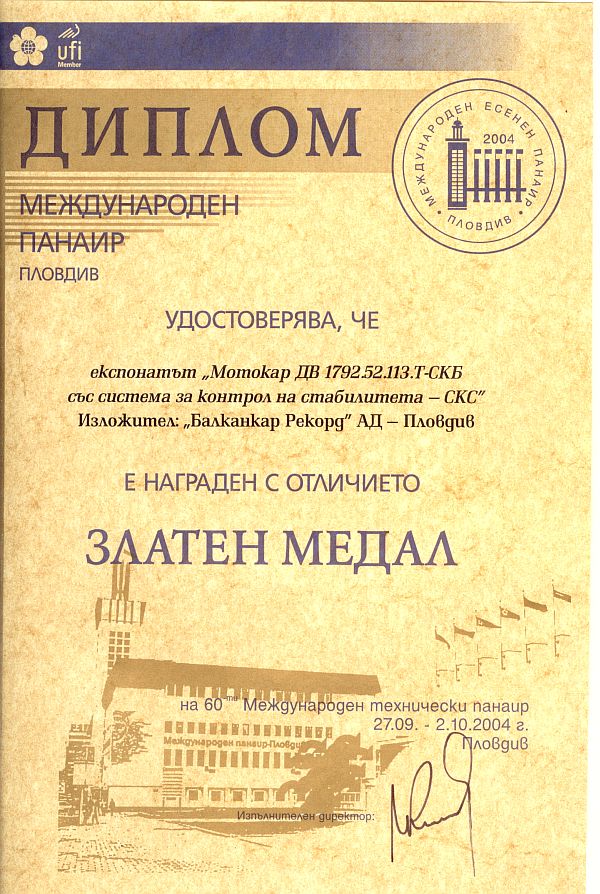 ufi
Member
ДИПЛОМ
МЕЖДУНАРОДЕН ЕСЕНЕН ПАНАИР
2004
• ПЛОВДИВ •
МЕЖДУНАРОДЕН
ПАНАИР
ПЛОВДИВ
УДОСТОВЕРЯВА, ЧЕ
експонатът „Мотокар ДВ 1792.52.113.Т-СКБ
със система за контрол на стабилитета – СКС”
Изложител: „Балканкар Рекорд” АД – Пловдив
Е НАГРАДЕН С ОТЛИЧИЕТО
ЗЛАТЕН МЕДАЛ
на 60-ти Международен технически панаир
27.09. - 2.10.2004 г.
Пловдив
Международен панаир-Пловдив
Изпълнителен директор: